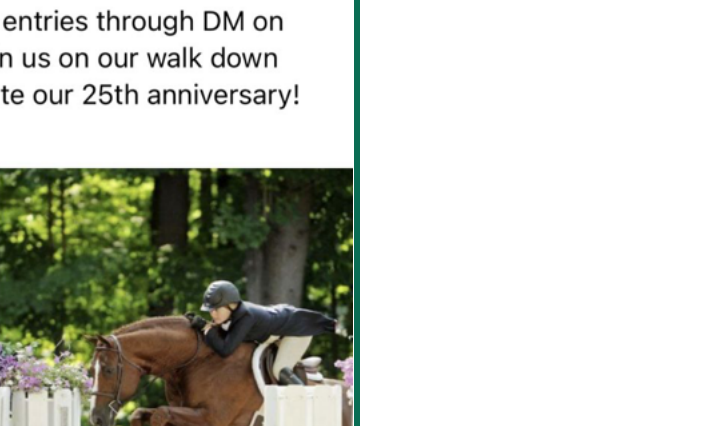 entries through DM on
n us on our walk down
te our 25th anniversary!